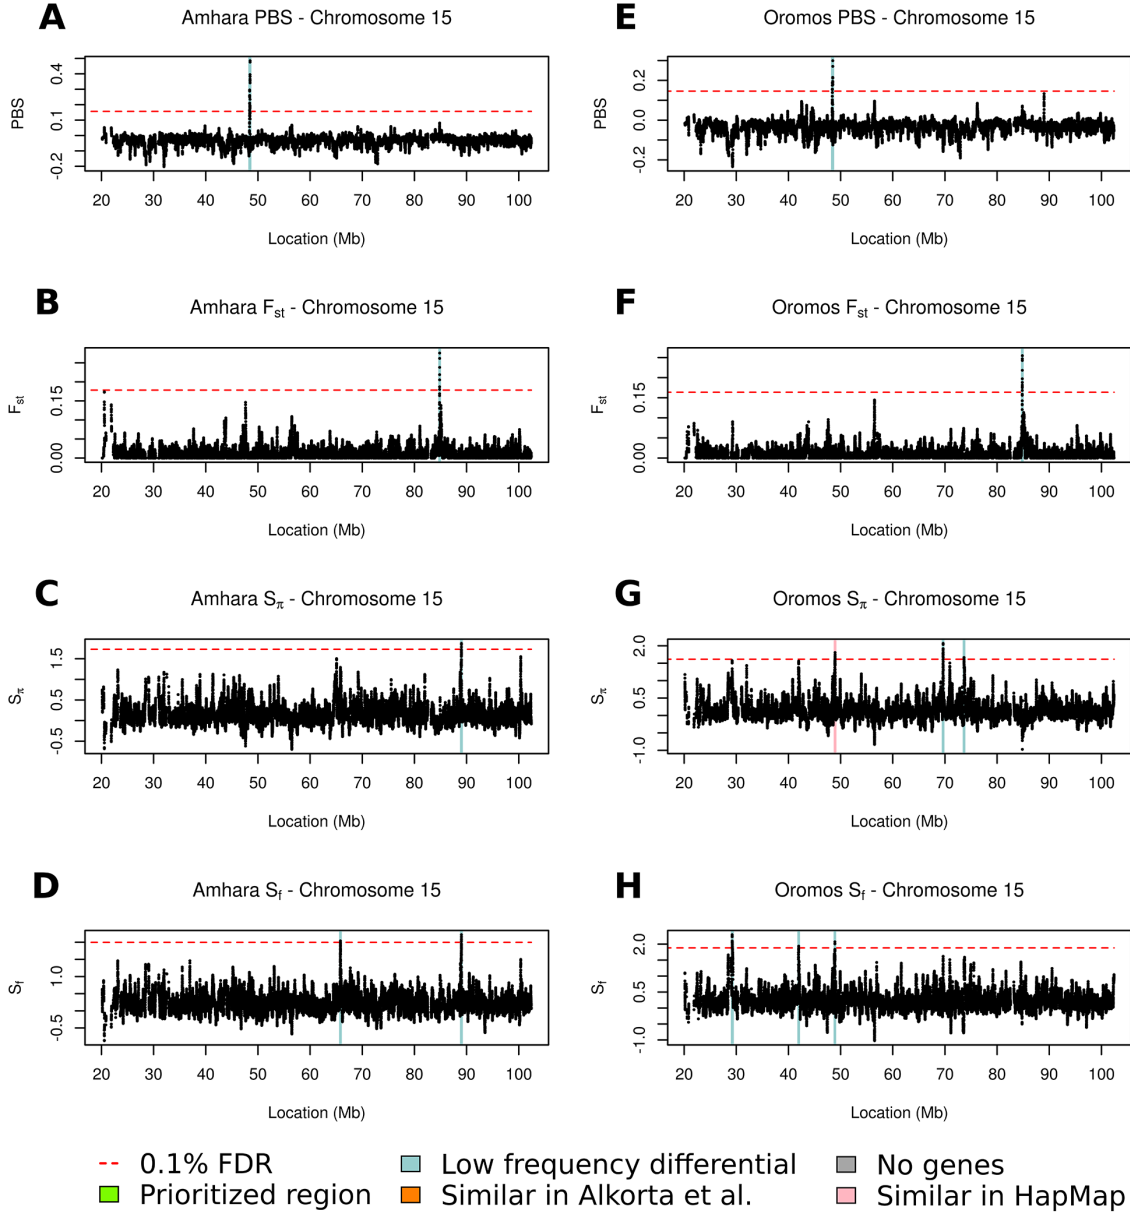 A
Amhara PBS - Chromosome 15
PBS
0.4
0.1
-0.2
20 30 40 50 60 70 80 90 100
Location (Mb)
E
Oromos PBS - Chromosome 15
PBS
0.2
0.0
-0.2
20 30 40 50 60 70 80 90 100
Location (Mb)
B
Amhara Fst - Chromosome 15
Fst
0.15
0.00
20 30 40 50 60 70 80 90 100
Location (Mb)
F
Oromos Fst - Chromosome 15
Fst
0.15
0.00
20 30 40 50 60 70 80 90 100
Location (Mb)
C
Amhara Sπ - Chromosome 15
Sπ
1.5
0.5
-0.5
20 30 40 50 60 70 80 90 100
Location (Mb)
G
Oromos Sπ - Chromosome 15
Sπ
2.0
0.5
-1.0
20 30 40 50 60 70 80 90 100
Location (Mb)
D
Amhara Sf - Chromosome 15
Sf
1.0
-0.5
20 30 40 50 60 70 80 90 100
Location (Mb)
H
Oromos Sf - Chromosome 15
Sf
2.0
0.5
-1.0
20 30 40 50 60 70 80 90 100
Location (Mb)
0.1% FDR
Low frequency differential
No genes
Prioritized region
Similar in Alkorta et al.
Similar in HapMap